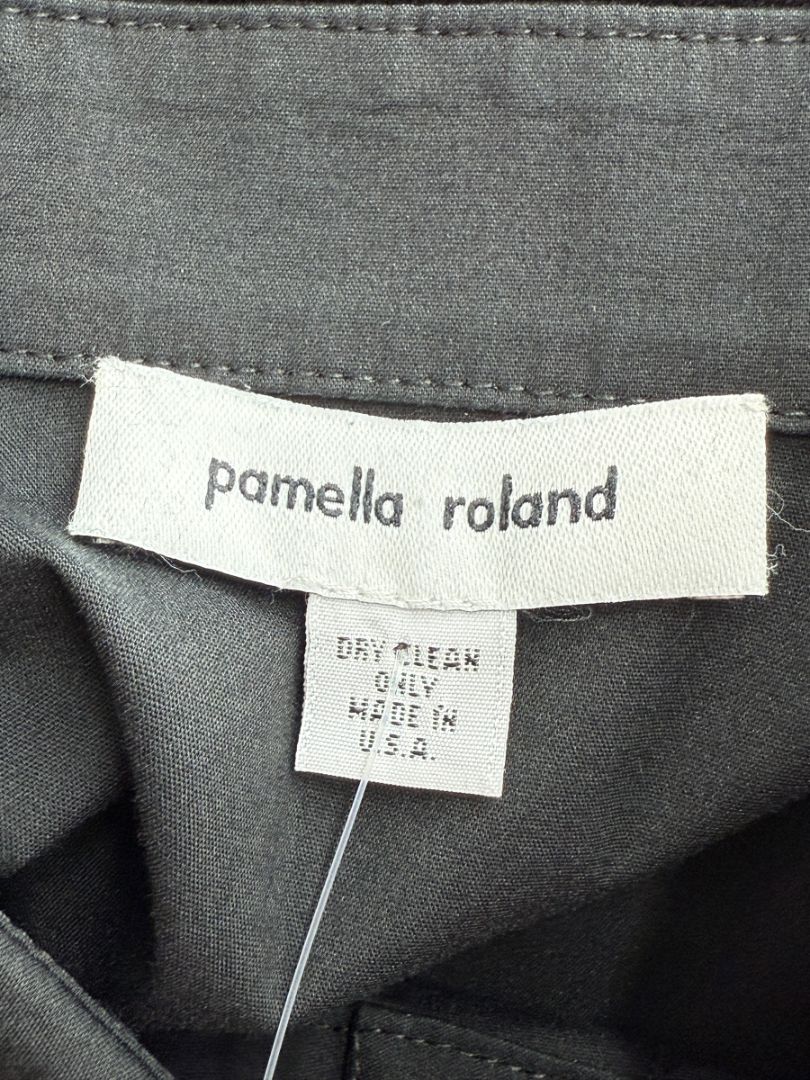 pamella roland
DRY CLEAN
ONLY
MADE IN
U.S.A.